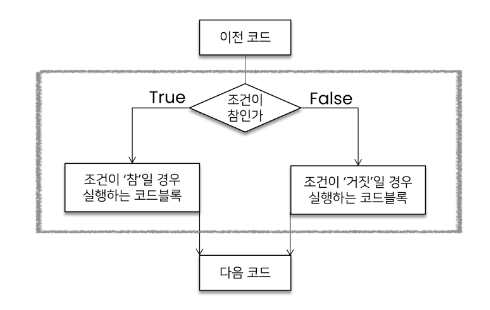 이전 코드
True
조건이
참인가
False
조건이 ‘참’일 경우
실행하는 코드블록
조건이 ‘거짓’일 경우
실행하는 코드블록
다음 코드